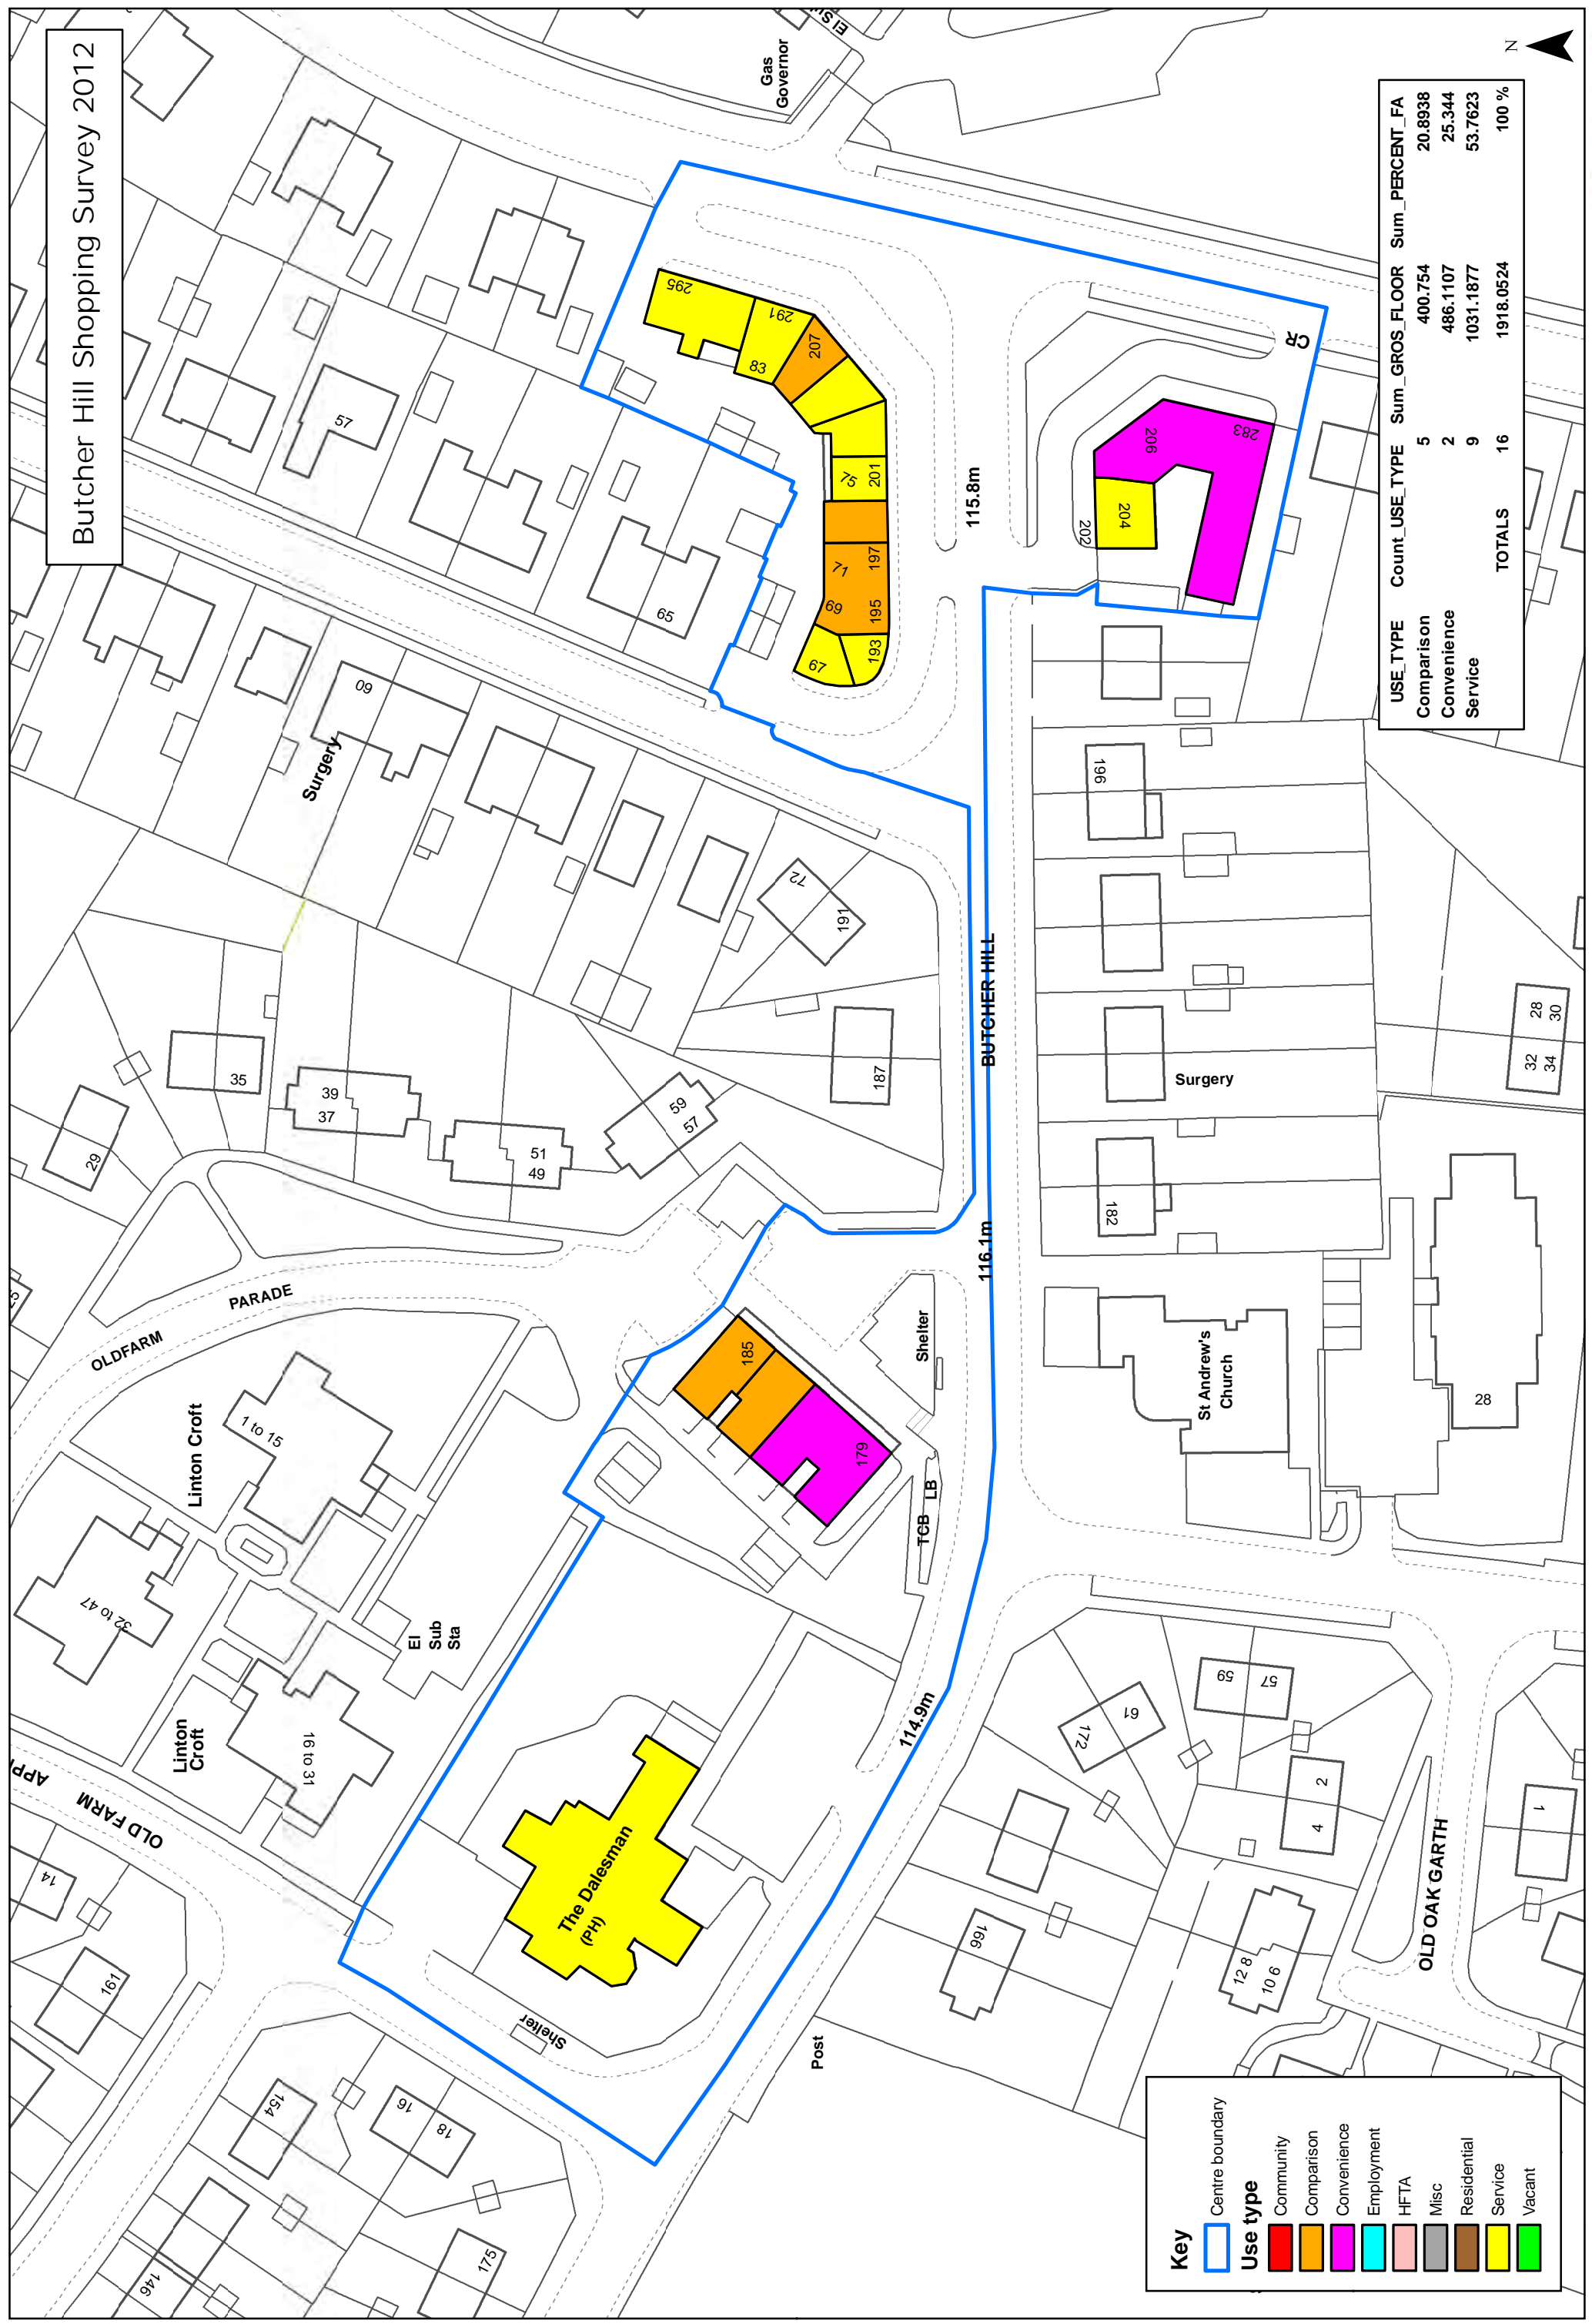 Butcher Hill Shopping Survey 2012
Gas
Governor
57
65
60
Surgery
295
291
83
207
75
201
71
197
69
195
67
193
115.8m
206
283
204
202
CR
N
USE_TYPE Count_USE_TYPE Sum_GROS_FLOOR Sum_PERCENT_FA
Comparison 5 400.754 20.8938
Convenience 2 486.1107 25.344
Service 9 1031.1877 53.7623
TOTALS 16 1918.0524 100 %
72
191
187
35
39
37
51
49
59
57
29
BUTCHER HILL
116.1m
196
Surgery
182
28
30
32
34
St Andrew's
Church
28
OLDFARM
PARADE
Linton Croft
1 to 15
32 to 47
El
Sub
Sta
Linton
Croft
16 to 31
OLD FARM
185
179
Shelter
TCB
LB
114.9m
The Dalesman
(PH)
Shelter
Post
14
161
154
16
18
146
175
172
61
59
57
2
4
1
166
12 8
10 6
OLD OAK GARTH
Key
Centre boundary
Use type
Community
Comparison
Convenience
Employment
HFTA
Misc
Residential
Service
Vacant